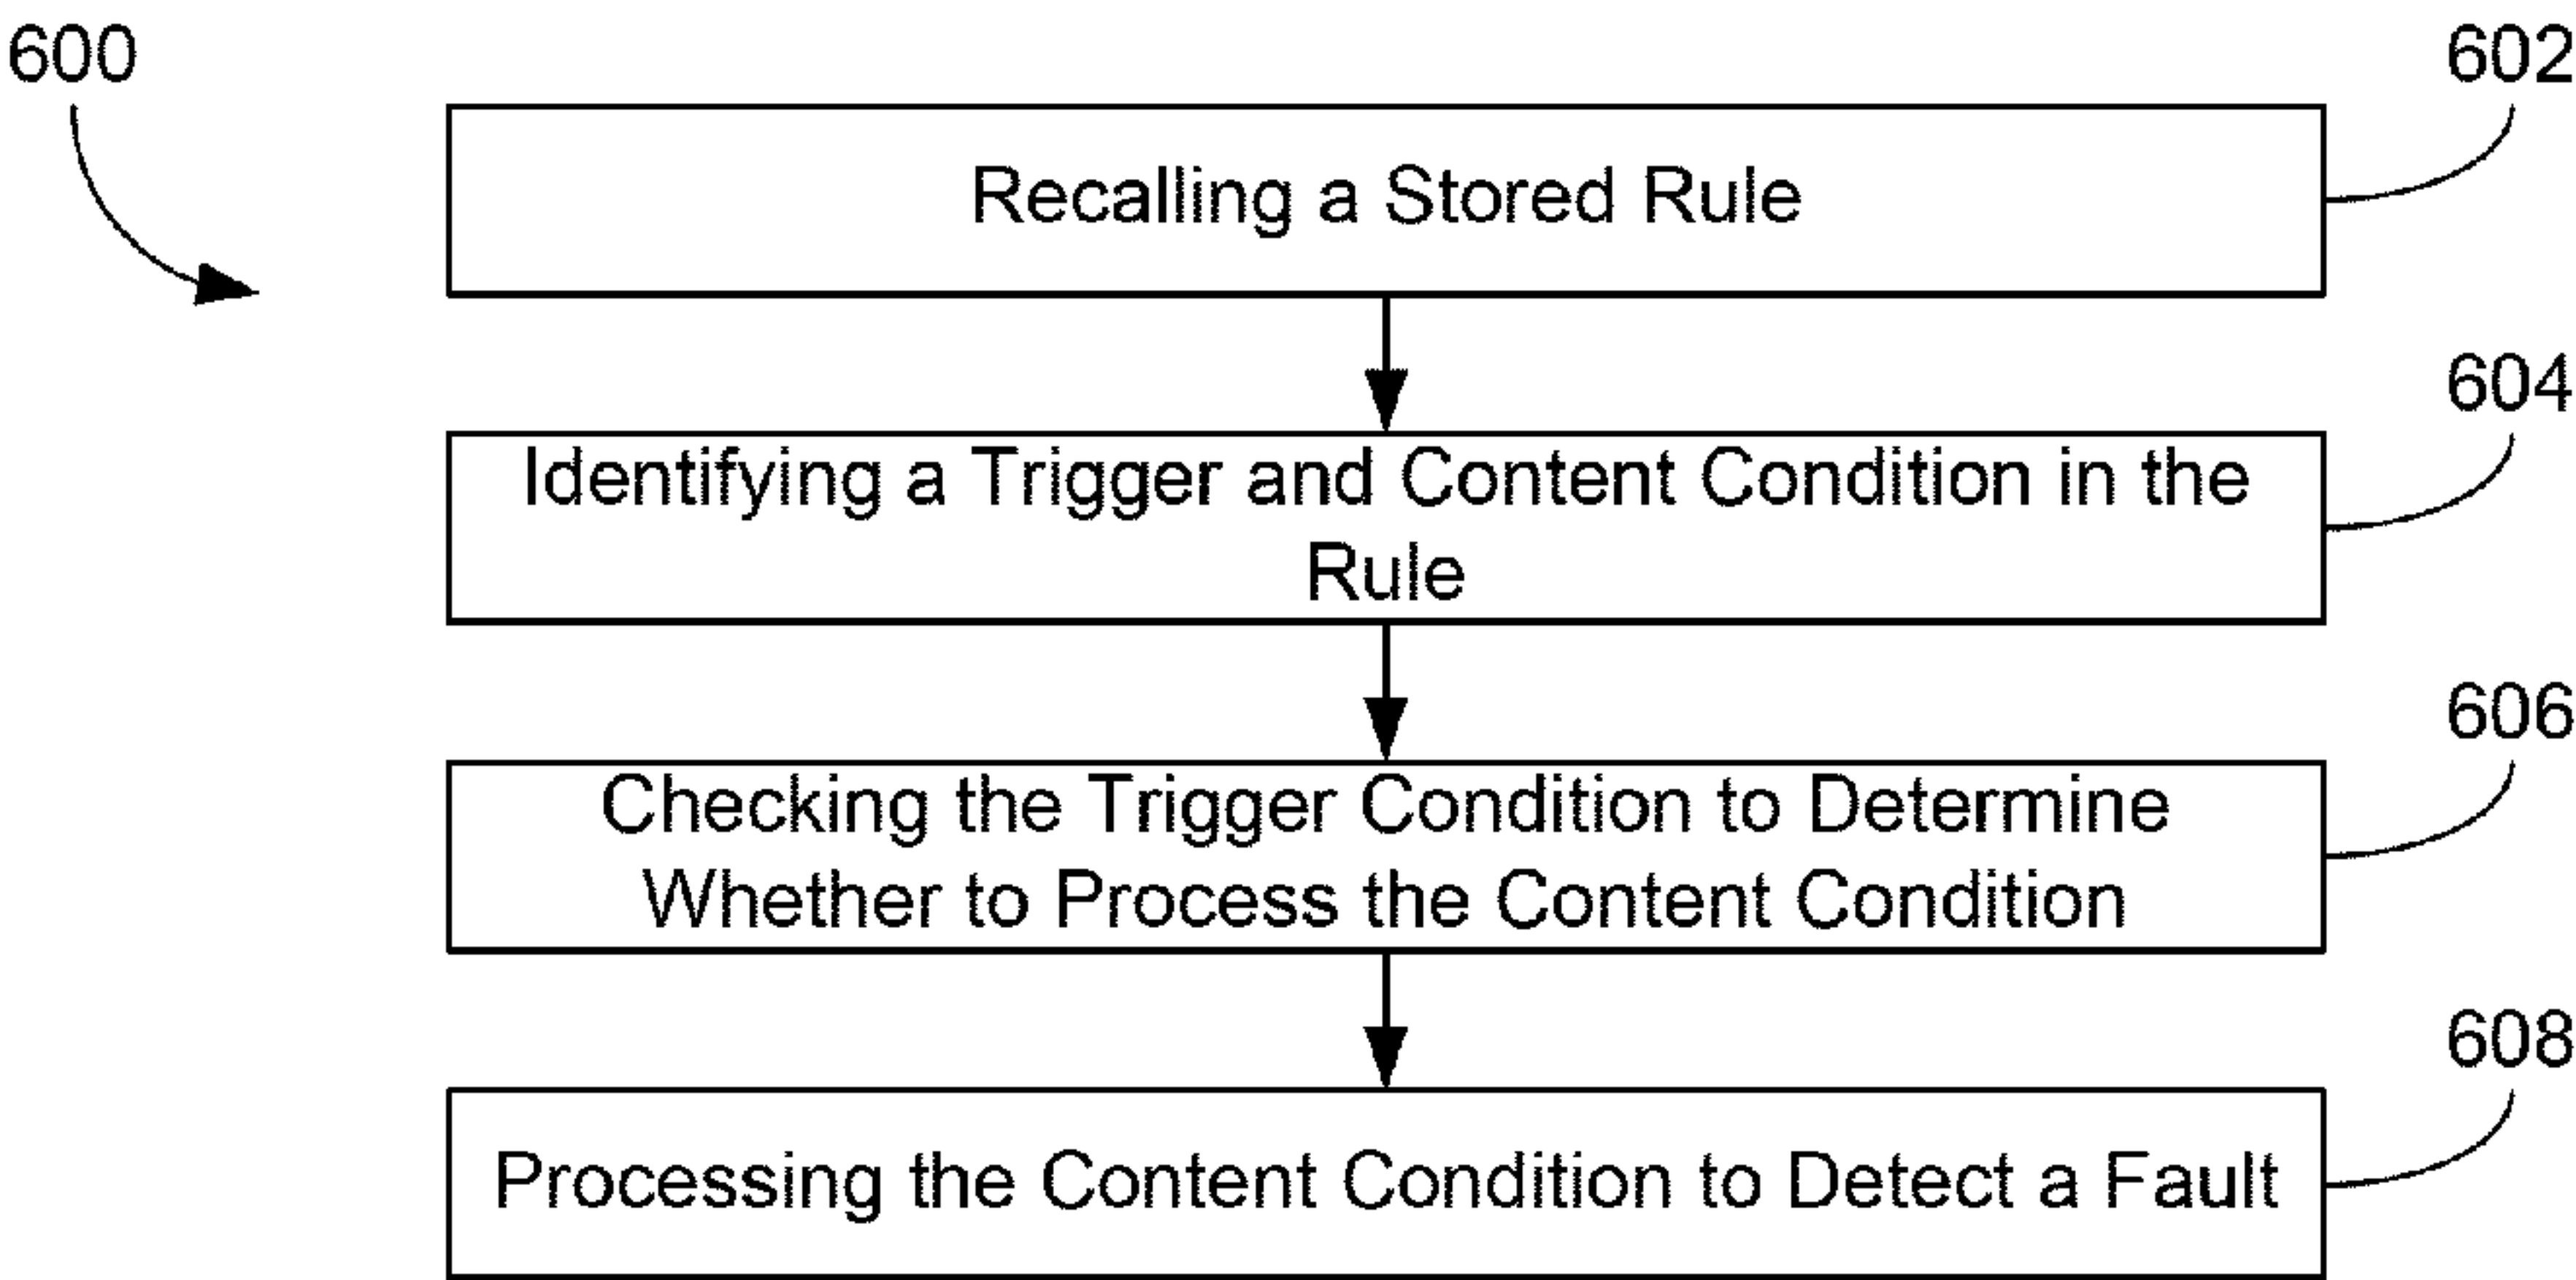 600
602
Recalling a Stored Rule
604
Identifying a Trigger and Content Condition in the
Rule
606
Checking the Trigger Condition to Determine
Whether to Process the Content Condition
608
Processing the Content Condition to Detect a Fault